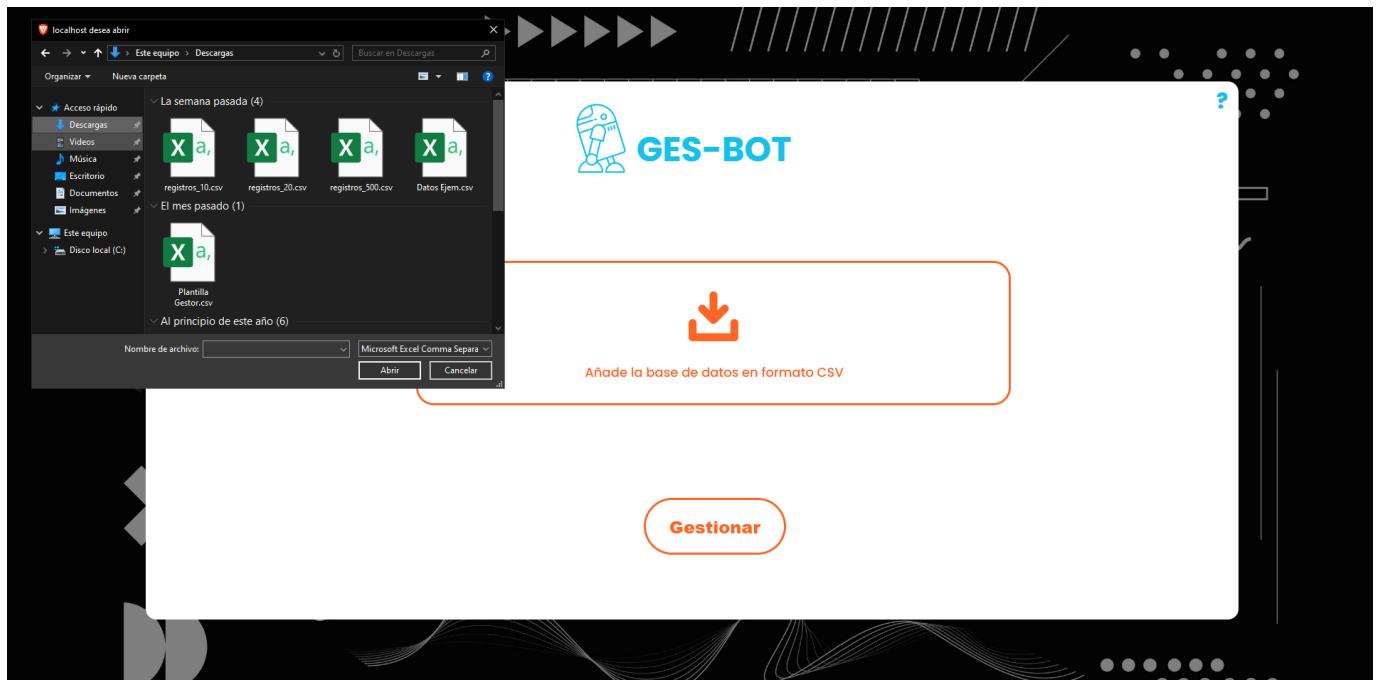 localhost desea abrir
Este equipo > Descargas
Buscar en Descargas
Organizar
Nueva carpeta
Acceso rápido
Descargas
Videos
Música
Escritorio
Documentos
Imágenes
Este equipo
Disco local (C:)
La semana pasada (4)
X a,
X a,
X a,
X a,
registros_10.csv
registros_20.csv
registros_500.csv
Datos Ejem.csv
El mes pasado (1)
X a,
Plantilla
Gestor.csv
Al principio de este año (6)
Nombre de archivo:
Microsoft Excel Comma Separa
Abrir
Cancelar
?
GES-BOT
Añade la base de datos en formato CSV
Gestionar